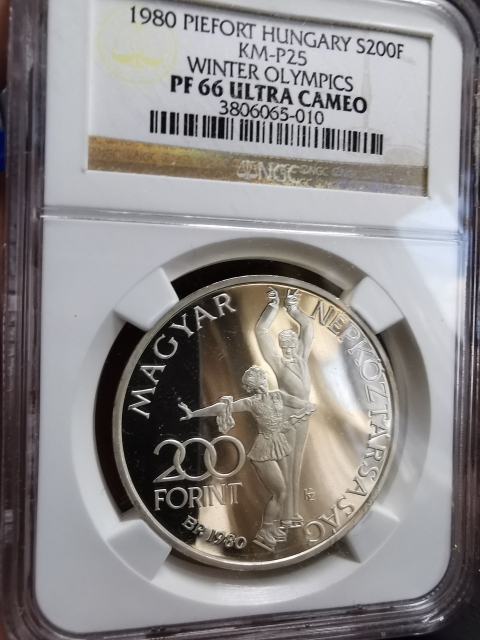 1980 PIEFORT HUNGARY S200F
KM-P25
WINTER OLYMPICS
PF 66 ULTRA CAMEO
3806065-010
NGC
MAGYAR NÉPKÖZTÁRSASÁG
200
FORINT
BP. 1980